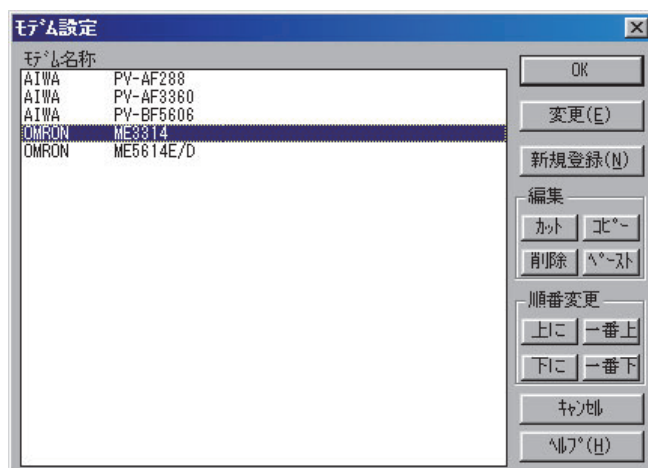 ﾓﾃﾞﾑ設定
ﾓﾃﾞﾑ名称
AIWA PV-AF288
AIWA PV-AF3360
AIWA PV-BF5606
OMRON ME3314
OMRON ME5614E/D
OK
変更(E)
新規登録(N)
編集
ｶｯﾄ ｺﾋﾟｰ
削除 ﾍﾟｰｽﾄ
順番変更
上に 一番上
下に 一番下
ｷｬﾝｾﾙ
ﾍﾙﾌﾟ(H)